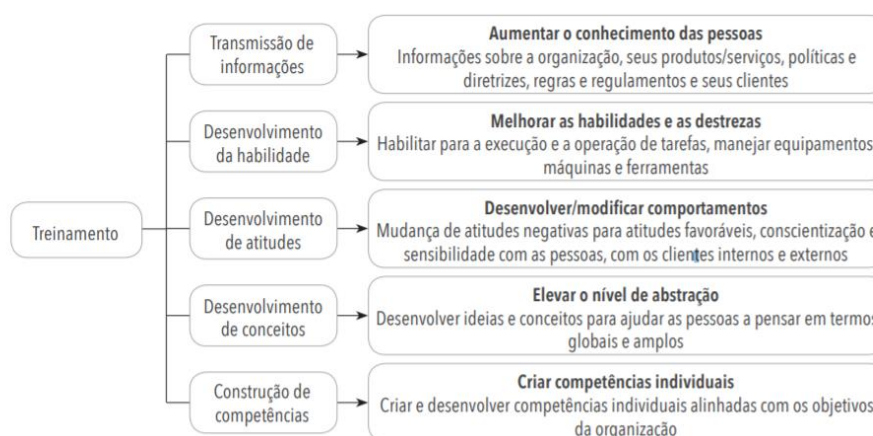 Treinamento
Transmissão de
informações
Aumentar o conhecimento das pessoas
Informações sobre a organização, seus produtos/serviços, políticas e
diretrizes, regras e regulamentos e seus clientes
Desenvolvimento
da habilidade
Melhorar as habilidades e as destrezas
Habilitar para a execução e a operação de tarefas, manejar equipamentos
máquinas e ferramentas
Desenvolvimento
de atitudes
Desenvolver/modificar comportamentos
Mudança de atitudes negativas para atitudes favoráveis, conscientização e
sensibilidade com as pessoas, com os clientes internos e externos
Desenvolvimento
de conceitos
Elevar o nível de abstração
Desenvolver ideias e conceitos para ajudar as pessoas a pensar em termos
globais e amplos
Construção de
competências
Criar competências individuais
Criar e desenvolver competências individuais alinhadas com os objetivos
da organização